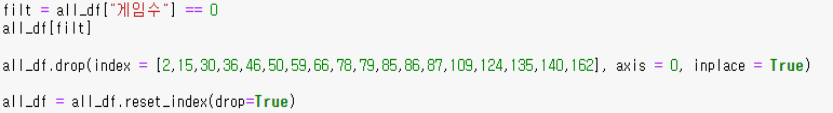 filt = all_df["게임수"] == 0
all_df[filt]
all_df.drop(index = [2,15,30,36,46,50,59,66,78,79,85,86,87,109,124,135,140,162], axis = 0, inplace = True)
all_df = all_df.reset_index(drop=True)